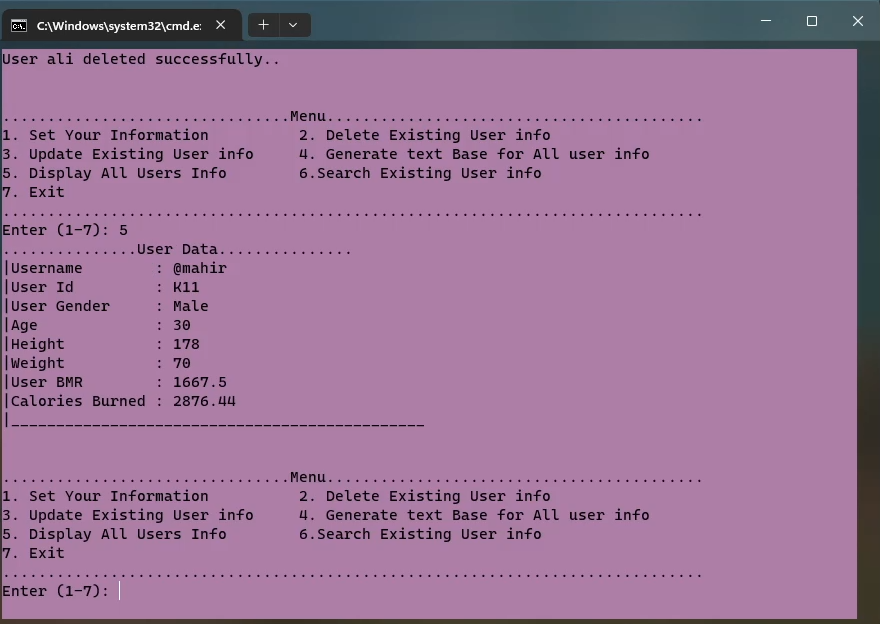 C:\Windows\system32\cmd.e:
User ali deleted successfully..
................................Menu..........................................
1. Set Your Information          2. Delete Existing User info
3. Update Existing User info     4. Generate text Base for All user info
5. Display All Users Info        6.Search Existing User info
7. Exit
..............................................................................
Enter (1-7): 5
...............User Data...............
|Username        : @mahir
|User Id         : K11
|User Gender     : Male
|Age             : 30
|Height          : 178
|Weight          : 70
|User BMR        : 1667.5
|Calories Burned : 2876.44
|______________________________________________
................................Menu..........................................
1. Set Your Information          2. Delete Existing User info
3. Update Existing User info     4. Generate text Base for All user info
5. Display All Users Info        6.Search Existing User info
7. Exit
..............................................................................
Enter (1-7):